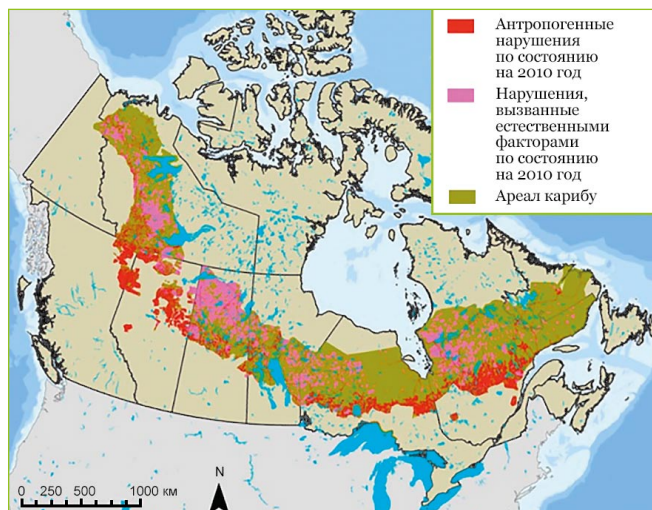 Антропогенные
нарушения
по состоянию
на 2010 год
Нарушения,
вызванные
естественными
факторами
по состоянию
на 2010 год
Ареал карибу
N
0 250 500 1000 км